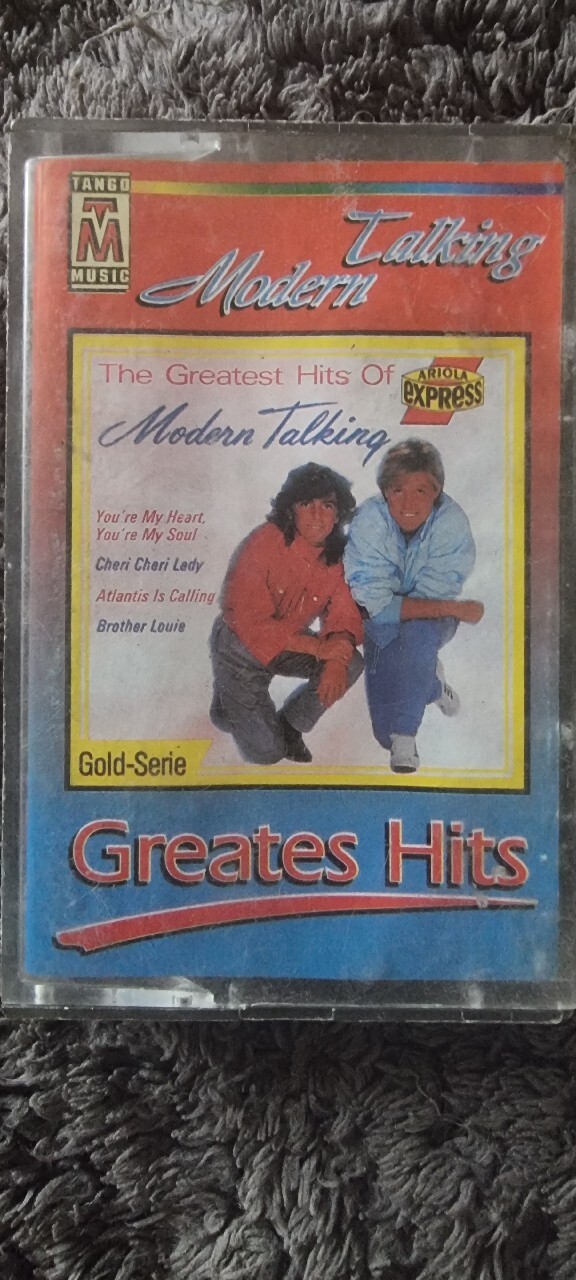 TANGO
TM
MUSIC
Modern Talking
The Greatest Hits Of
ARIOLA
EXPRESS
Modern Talking
You're My Heart,
You're My Soul
Cheri Cheri Lady
Atlantis Is Calling
Brother Louie
Gold-Serie
Greates Hits